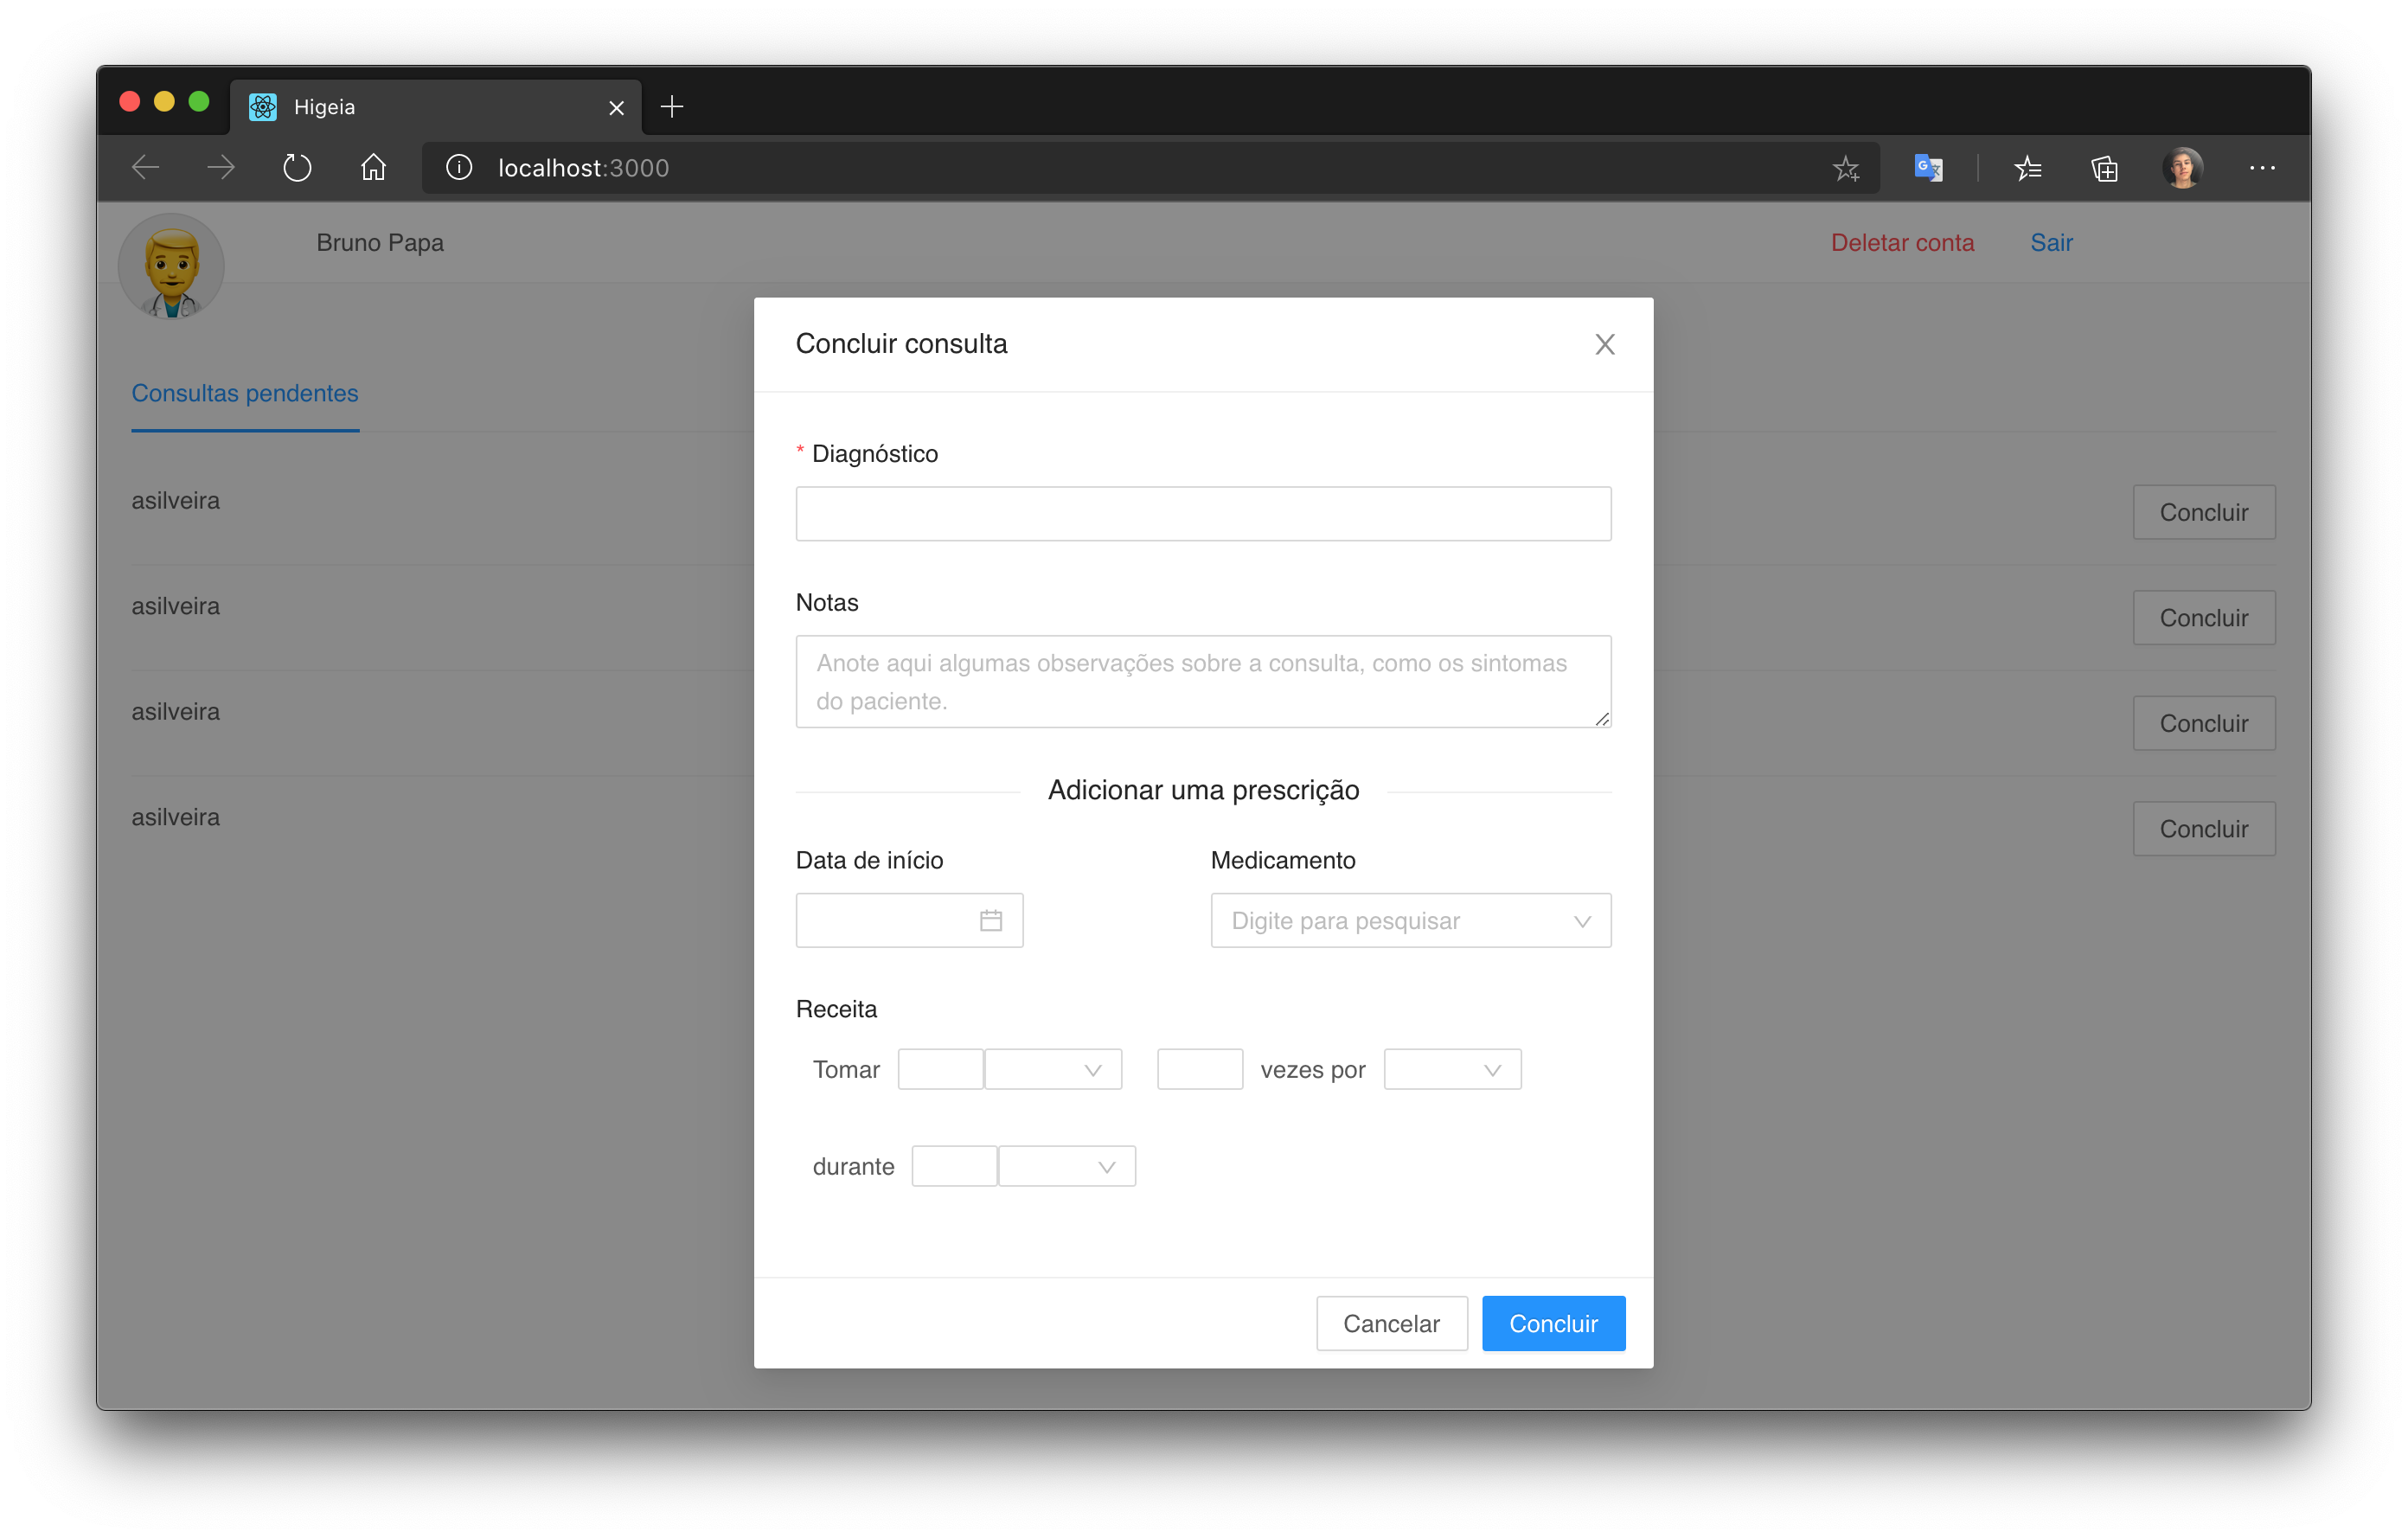 Higeia
localhost:3000
Bruno Papa
Deletar conta
Sair
Consultas pendentes
asilveira
Concluir
asilveira
Concluir
asilveira
Concluir
asilveira
Concluir
Concluir consulta
* Diagnóstico
Notas
Anote aqui algumas observações sobre a consulta, como os sintomas
do paciente.
Adicionar uma prescrição
Data de início
Medicamento
Digite para pesquisar
Receita
Tomar
vezes por
durante
Cancelar
Concluir